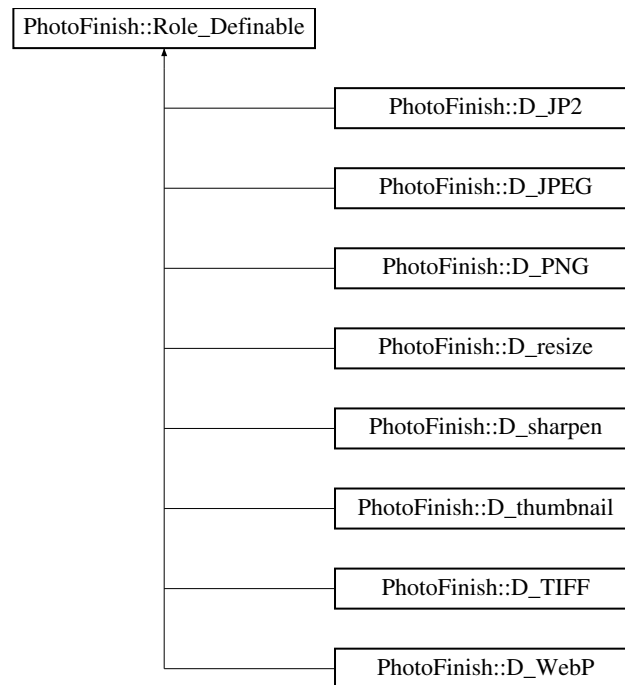 PhotoFinish::Role_Definable
PhotoFinish::D_JP2
PhotoFinish::D_JPEG
PhotoFinish::D_PNG
PhotoFinish::D_resize
PhotoFinish::D_sharpen
PhotoFinish::D_thumbnail
PhotoFinish::D_TIFF
PhotoFinish::D_WebP